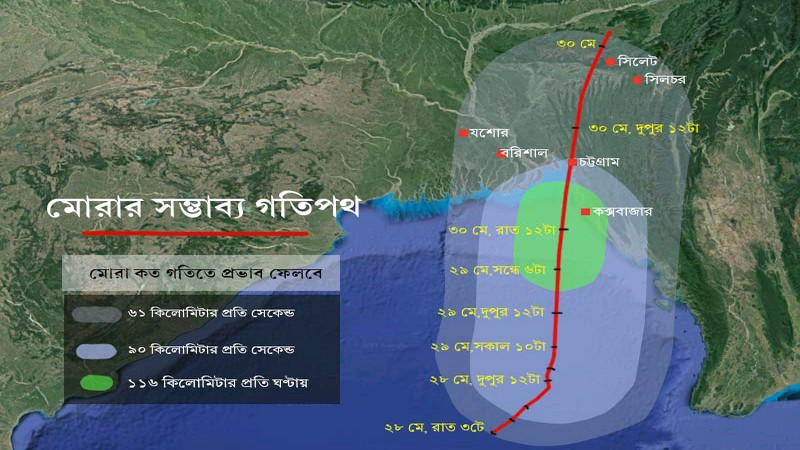 ৩০ মে
সিলেট
সিলচর
৩০ মে, দুপুর ১২টা
যশোর
বরিশাল
চট্টগ্রাম
মোরার সম্ভাব্য গতিপথ
কক্সবাজার
৩০ মে, রাত ১২টা
মোরা কত গতিতে প্রভাব ফেলবে
২৯ মে,সন্ধে ৬টা
৬১ কিলোমিটার প্রতি সেকেন্ড
২৯ মে,দুপুর ১২টা
৯০ কিলোমিটার প্রতি সেকেন্ড
২৯ মে,সকাল ১০টা
১১৬ কিলোমিটার প্রতি ঘণ্টায়
২৮ মে, দুপুর ১২টা
২৮ মে, রাত ৩টে